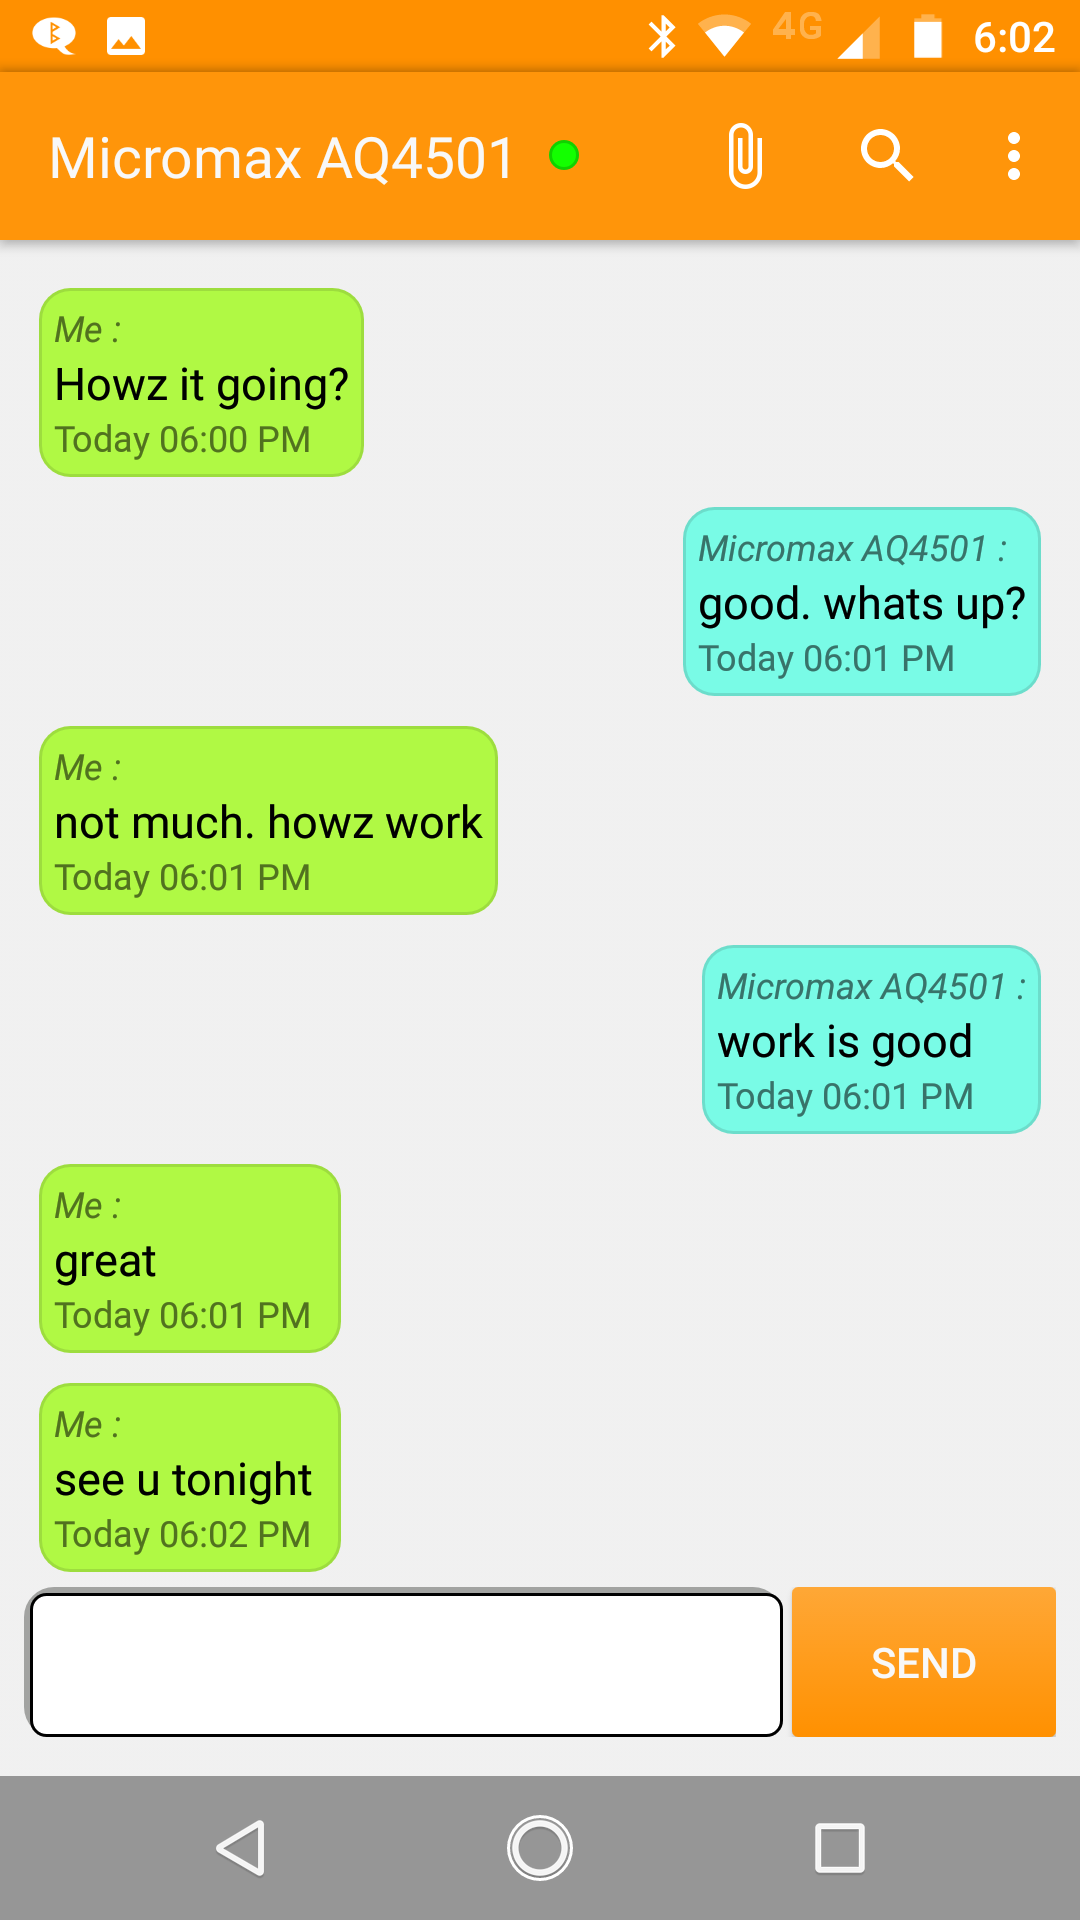 4G 6:02
Micromax AQ4501
Me :
Howz it going?
Today 06:00 PM
Micromax AQ4501 :
good. whats up?
Today 06:01 PM
Me :
not much. howz work
Today 06:01 PM
Micromax AQ4501 :
work is good
Today 06:01 PM
Me :
great
Today 06:01 PM
Me :
see u tonight
Today 06:02 PM
SEND